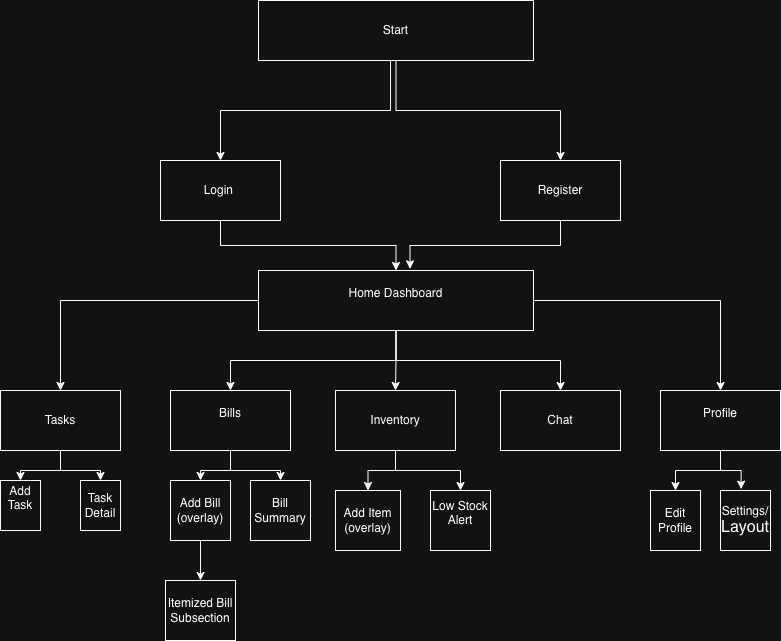 Start
Login
Register
Home Dashboard
Tasks
Bills
Inventory
Chat
Profile
Add
Task
Task
Detail
Add Bill
(overlay)
Bill
Summary
Add Item
(overlay)
Low Stock
Alert
Edit
Profile
Settings/
Layout
Itemized Bill
Subsection